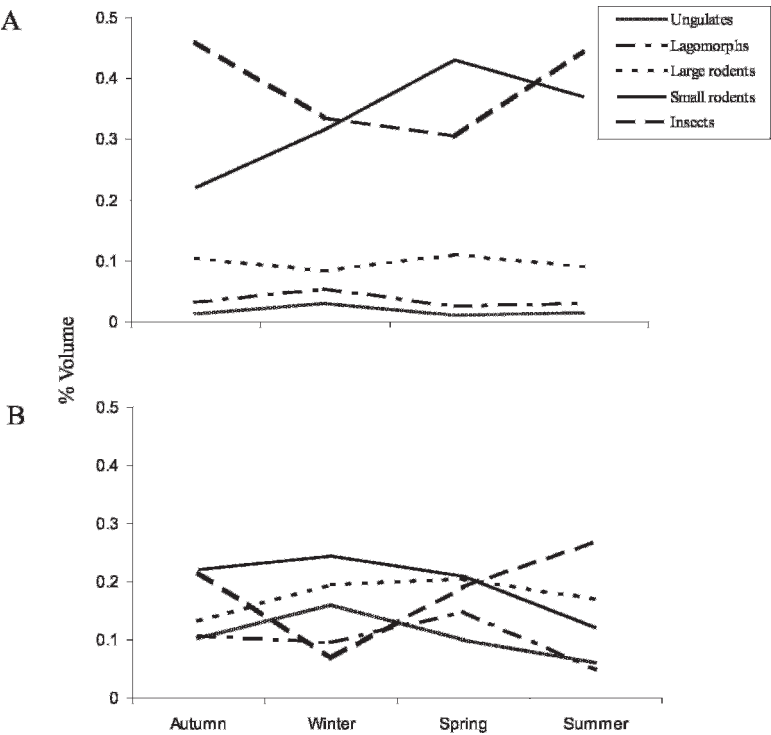 A
0.5
0.4
0.3
0.2
0.1
0
Ungulates
Lagomorphs
Large rodents
Small rodents
Insects
% Volume
B
0.5
0.4
0.3
0.2
0.1
0
Autumn Winter Spring Summer